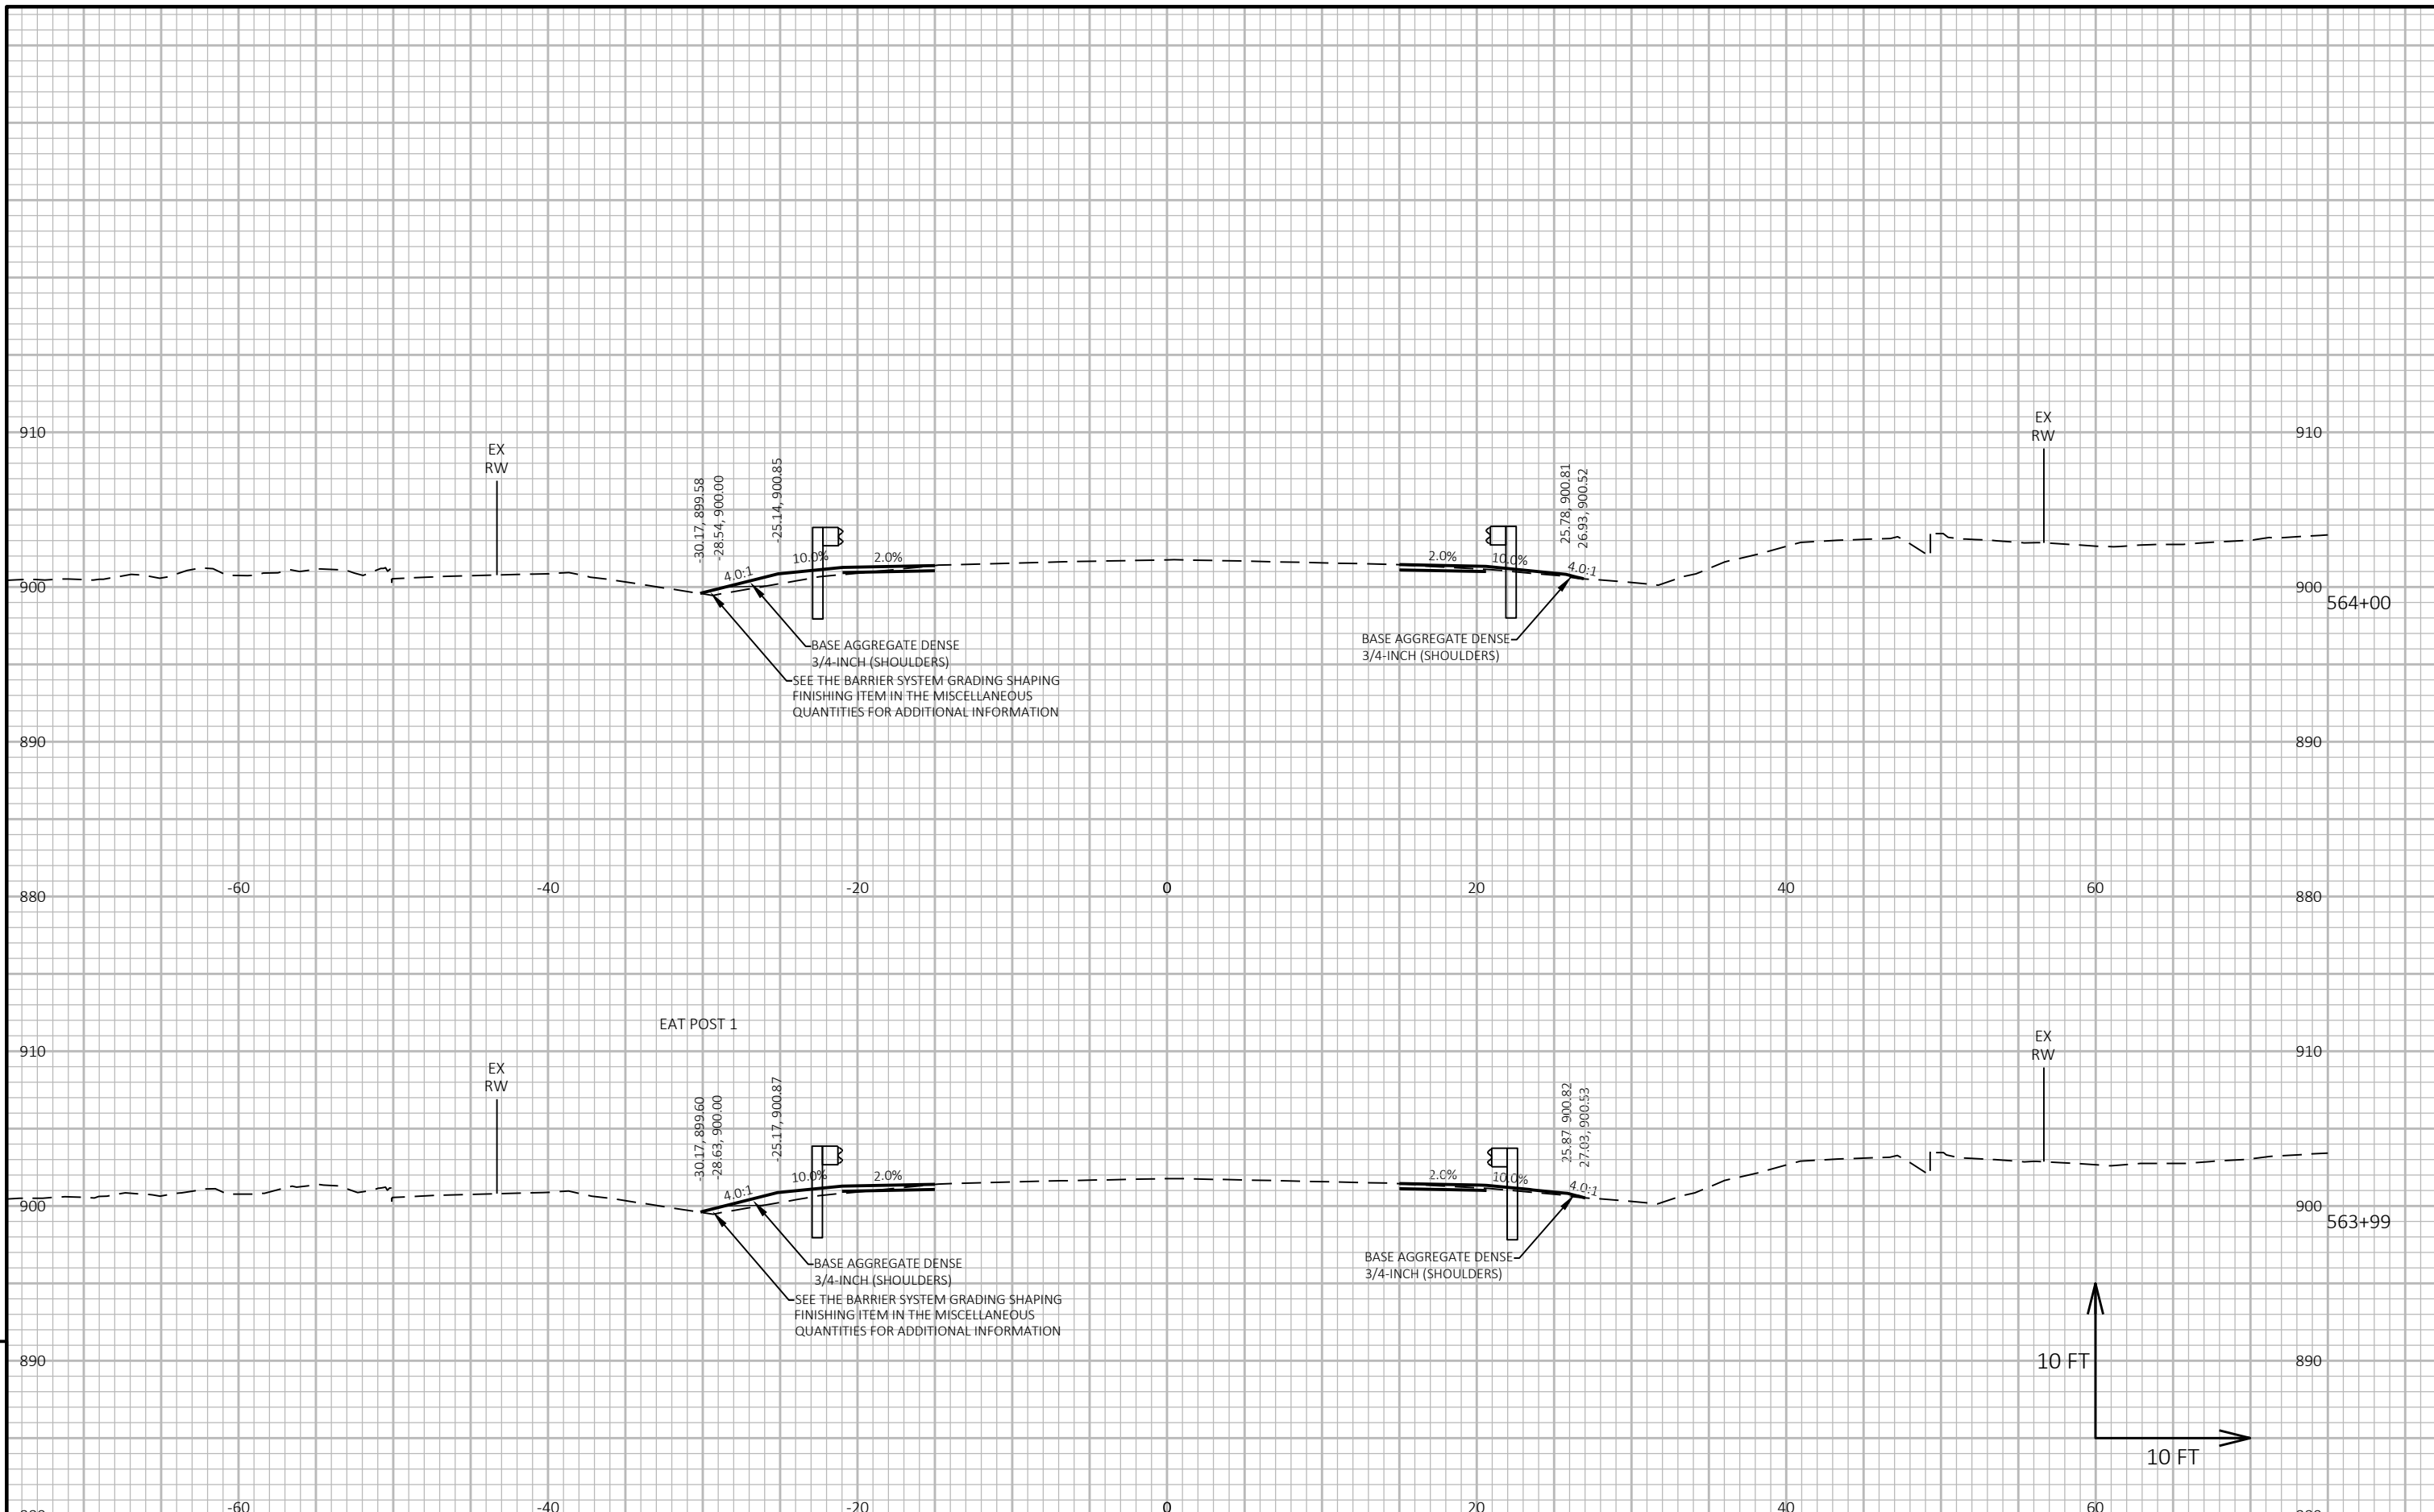 910
EX
RW
-30.17, 899.58
-28.54, 900.00
-25.14, 900.85
25.78, 900.81
26.93, 900.52
EX
RW
910
4.0:1
10.0%
2.0%
2.0%
10.0%
4.0:1
900
900
564+00
BASE AGGREGATE DENSE
3/4-INCH (SHOULDERS)
SEE THE BARRIER SYSTEM GRADING SHAPING
FINISHING ITEM IN THE MISCELLANEOUS
QUANTITIES FOR ADDITIONAL INFORMATION
BASE AGGREGATE DENSE
3/4-INCH (SHOULDERS)
890
890
-60
-40
-20
0
20
40
60
880
880
EAT POST 1
910
EX
RW
-30.17, 899.60
-28.63, 900.00
-25.17, 900.87
25.87, 900.82
27.03, 900.53
EX
RW
910
4.0:1
10.0%
2.0%
2.0%
10.0%
4.0:1
900
900
563+99
BASE AGGREGATE DENSE
3/4-INCH (SHOULDERS)
SEE THE BARRIER SYSTEM GRADING SHAPING
FINISHING ITEM IN THE MISCELLANEOUS
QUANTITIES FOR ADDITIONAL INFORMATION
BASE AGGREGATE DENSE
3/4-INCH (SHOULDERS)
890
10 FT
890
10 FT
-60
-40
-20
0
20
40
60